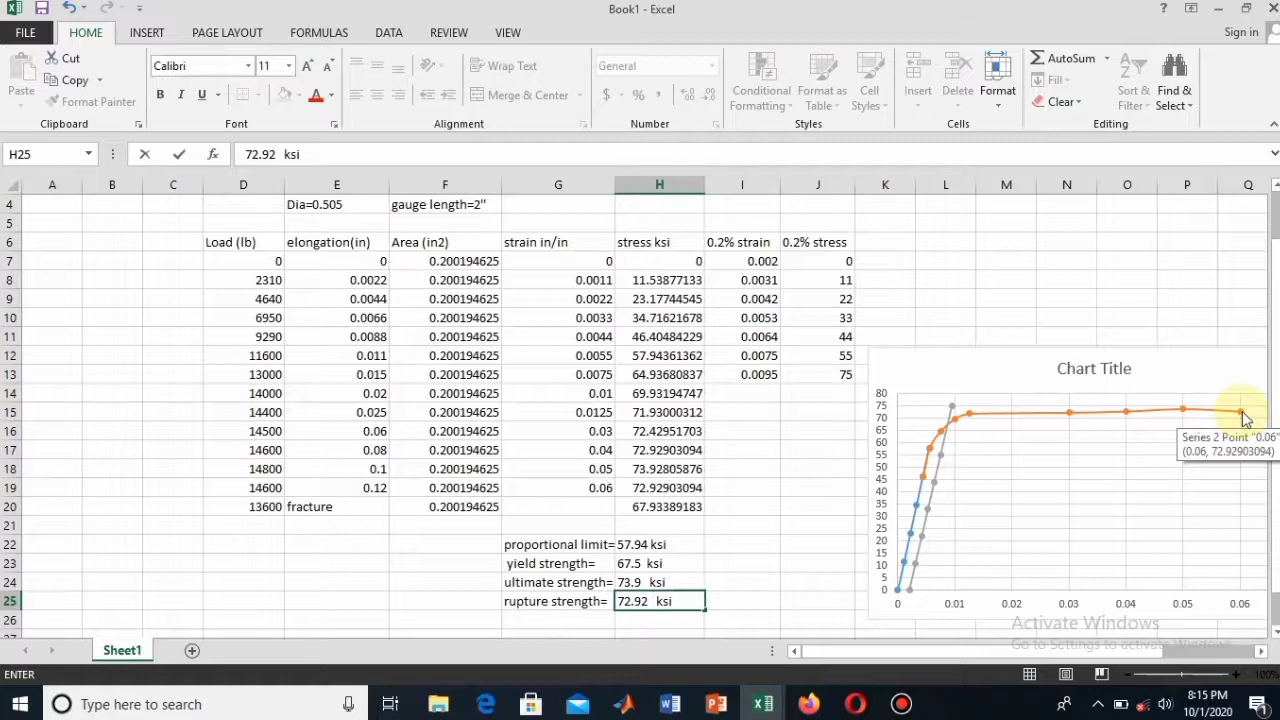 Book1 - Excel
?
FILE HOME INSERT PAGE LAYOUT FORMULAS DATA REVIEW VIEW Sign in
Paste Cut Copy Format Painter
Clipboard
Calibri 11 A A
B I U A
Font
Wrap Text
Merge & Center
Alignment
General
$ %
Number
Conditional Formatting Format as Table Cell Styles
Styles
Insert Delete Format
Cells
AutoSum Fill Clear Sort & Filter Find & Select
Editing
H25 fx 72.92 ksi
A B C D E F G H I J K L M N O P Q
4 Dia=0.505 gauge length=2"
5
6 Load (lb) elongation(in) Area (in2) strain in/in stress ksi 0.2% strain 0.2% stress
7 0 0 0.200194625 0 0 0.002 0
8 2310 0.0022 0.200194625 0.0011 11.53877133 0.0031 11
9 4640 0.0044 0.200194625 0.0022 23.17744545 0.0042 22
10 6950 0.0066 0.200194625 0.0033 34.71621678 0.0053 33
11 9290 0.0088 0.200194625 0.0044 46.40484229 0.0064 44
12 11600 0.011 0.200194625 0.0055 57.94361362 0.0075 55
13 13000 0.015 0.200194625 0.0075 64.93680837 0.0095 75
14 14000 0.02 0.200194625 0.01 69.93194747
15 14400 0.025 0.200194625 0.0125 71.93000312
16 14500 0.06 0.200194625 0.03 72.42951703
17 14600 0.08 0.200194625 0.04 72.92903094
18 14800 0.1 0.200194625 0.05 73.92805876
19 14600 0.12 0.200194625 0.06 72.92903094
20 13600 fracture 0.200194625 67.93389183
21
22 proportional limit= 57.94 ksi
23 yield strength= 67.5 ksi
24 ultimate strength= 73.9 ksi
25 rupture strength= 72.92 ksi
26
Chart Title
80
75
70
65
60
55
50
45
40
35
30
25
20
15
10
5
0
0 0.01 0.02 0.03 0.04 0.05 0.06
Series 2 Point "0.06"
(0.06, 72.92903094)
Activate Windows
Go to Settings to activate Windows.
Sheet1
ENTER 100%
Type here to search
8:15 PM
10/1/2020
1